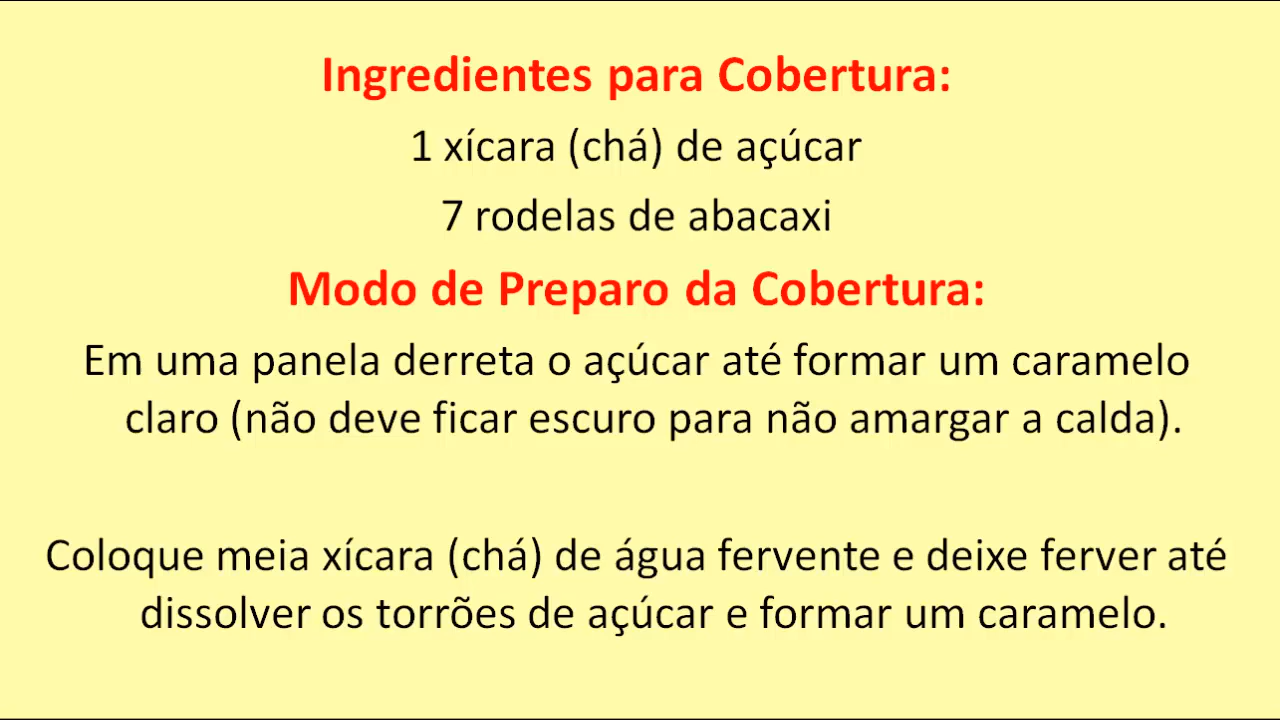 Ingredientes para Cobertura:
1 xícara (chá) de açúcar
7 rodelas de abacaxi
Modo de Preparo da Cobertura:
Em uma panela derreta o açúcar até formar um caramelo
claro (não deve ficar escuro para não amargar a calda).
Coloque meia xícara (chá) de água fervente e deixe ferver até
dissolver os torrões de açúcar e formar um caramelo.